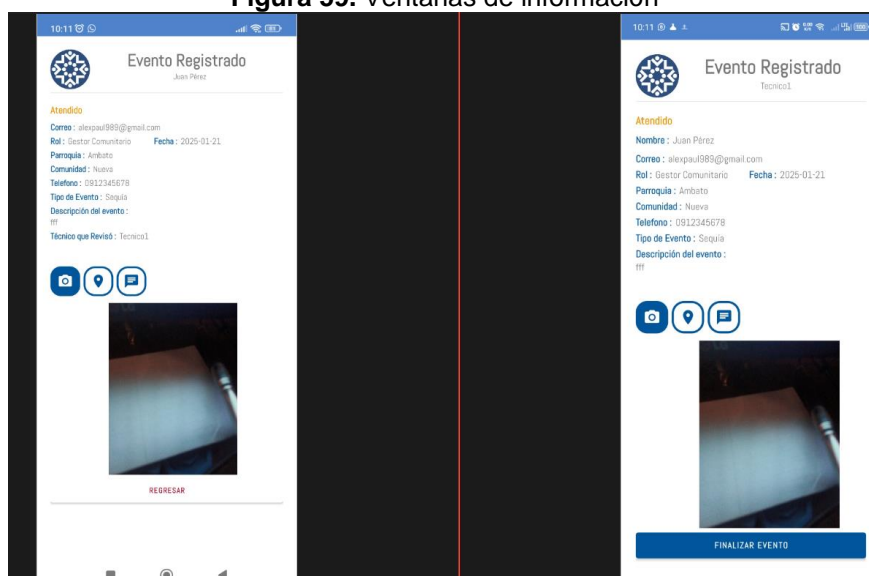 Figura 39. Ventanas de información
10:11
Evento Registrado
Juan Pérez
Atendido
Correo : alexpaul989@gmail.com
Rol : Gestor Comunitario Fecha : 2025-01-21
Parroquia : Ambato
Comunidad : Nueva
Telefono : 0912345678
Tipo de Evento : Sequía
Descripción del evento :
fff
Técnico que Revisó : Tecnico1
REGRESAR
10:11
Evento Registrado
Tecnico1
Atendido
Nombre : Juan Pérez
Correo : alexpaul989@gmail.com
Rol : Gestor Comunitario Fecha : 2025-01-21
Parroquia : Ambato
Comunidad : Nueva
Telefono : 0912345678
Tipo de Evento : Sequía
Descripción del evento :
fff
FINALIZAR EVENTO